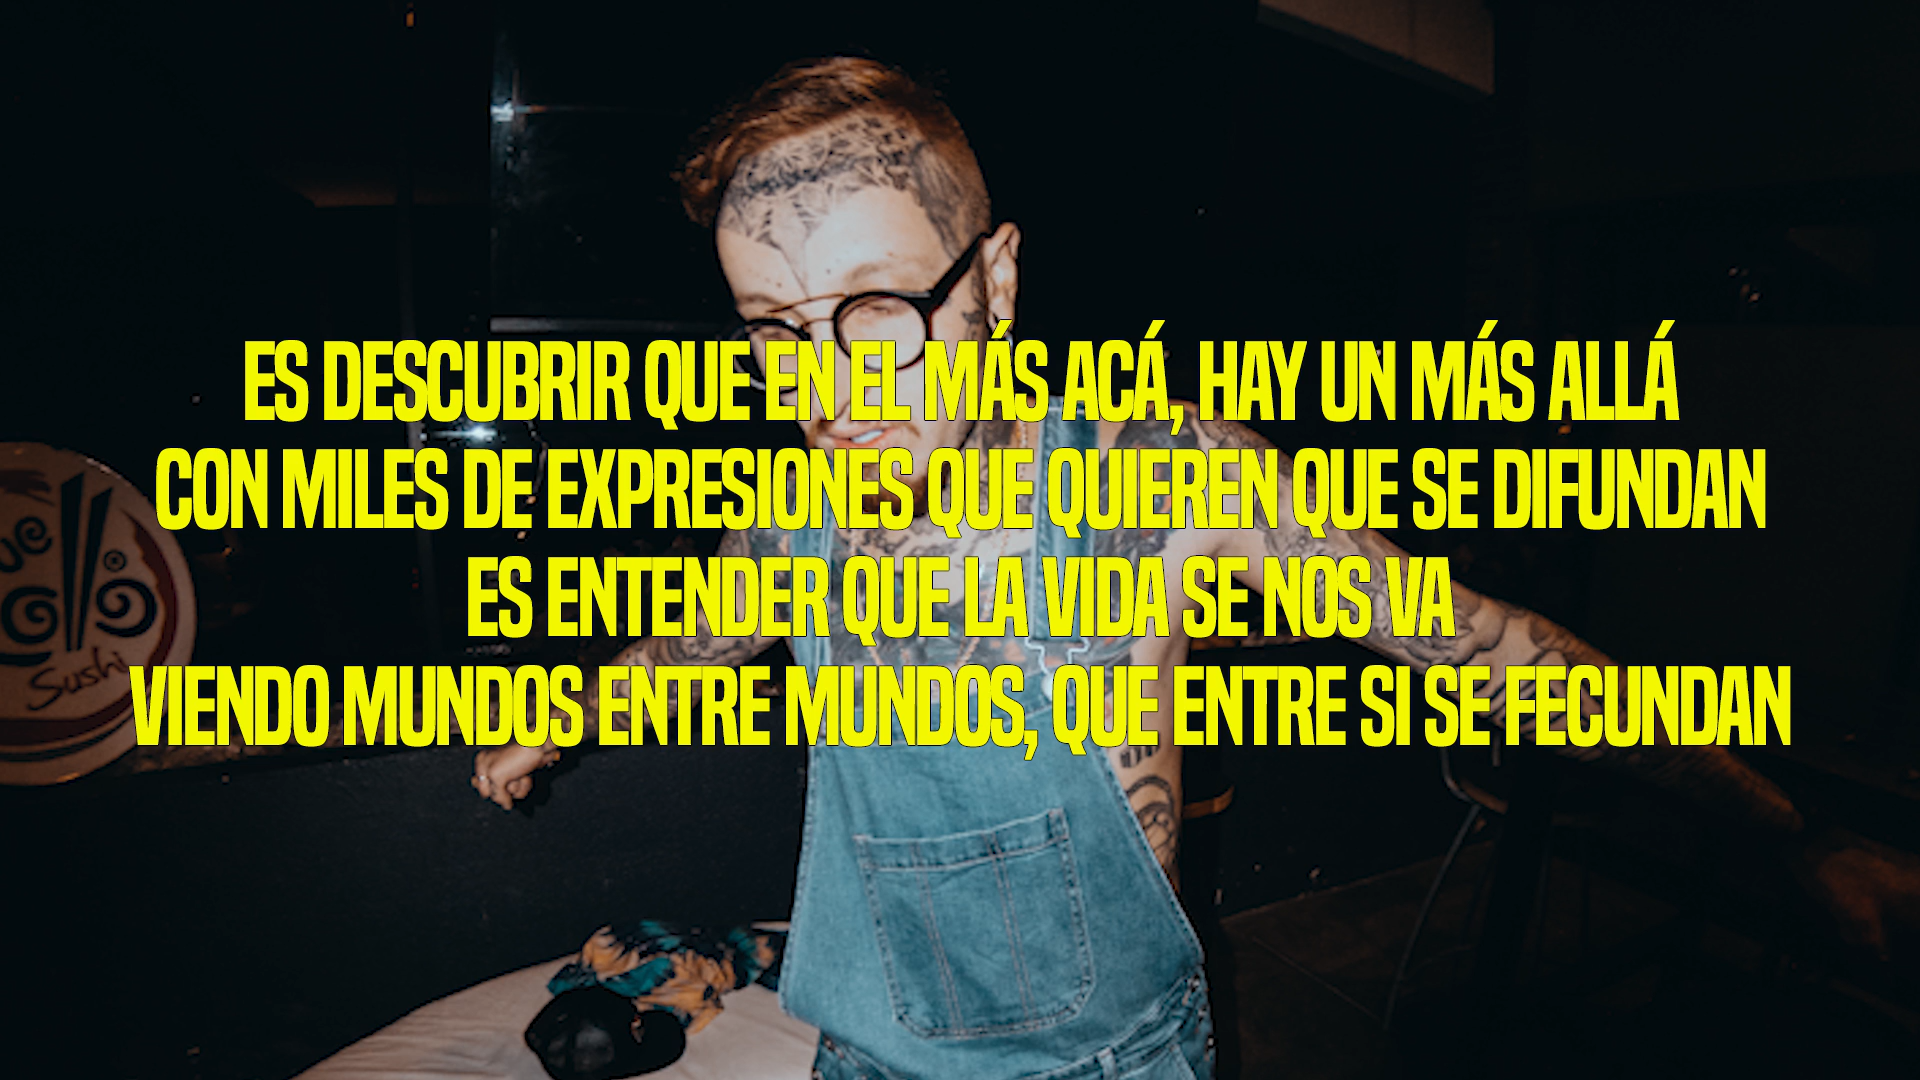 ES DESCUBRIR QUE EN EL MÁS ACÁ, HAY UN MÁS ALLÁ
CON MILES DE EXPRESIONES QUE QUIEREN QUE SE DIFUNDAN
ES ENTENDER QUE LA VIDA SE NOS VA
VIENDO MUNDOS ENTRE MUNDOS, QUE ENTRE SI SE FECUNDAN
Sushi